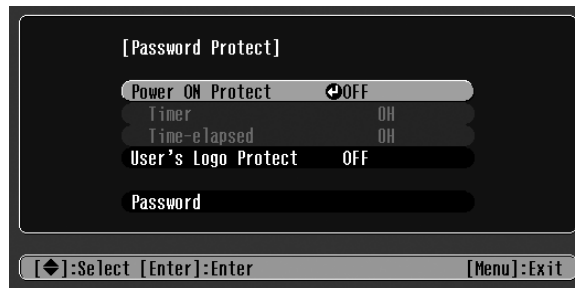 [Password Protect]
Power ON Protect OFF
Timer 0H
Time-elapsed 0H
User's Logo Protect OFF
Password
[◆]:Select [Enter]:Enter [Menu]:Exit